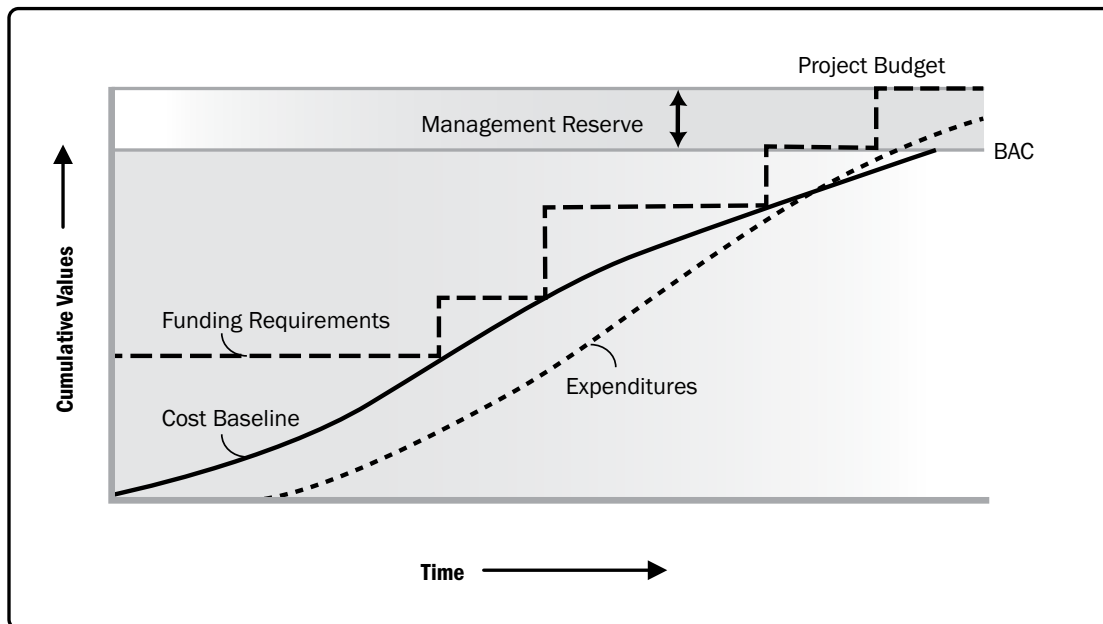 Project Budget
Management Reserve
BAC
Cumulative Values
Funding Requirements
Expenditures
Cost Baseline
Time